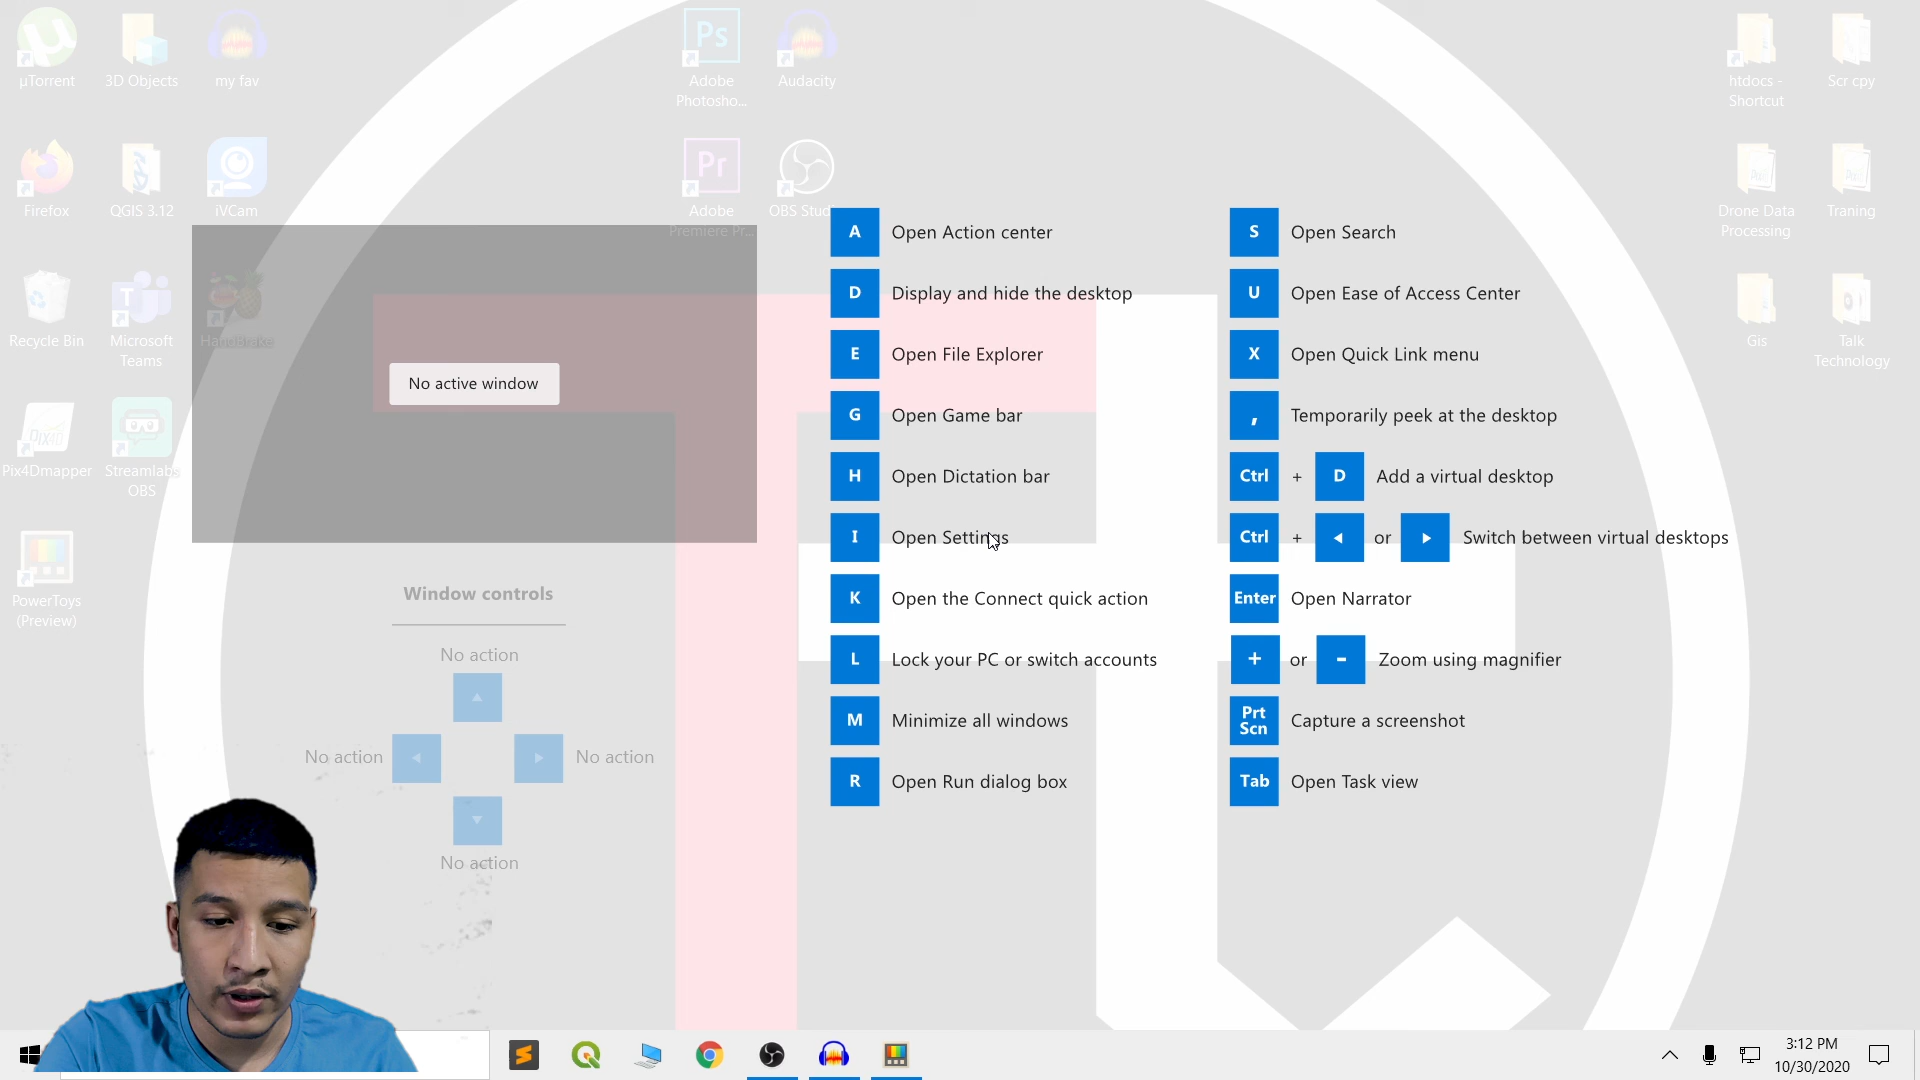 µTorrent
3D Objects
my fav
Adobe
Photosho...
Audacity
htdocs -
Shortcut
Scr cpy
Firefox
QGIS 3.12
iVCam
Adobe
Premiere Pr...
OBS Stud
Drone Data
Processing
Traning
Recycle Bin
Microsoft
Teams
HandBrake
Gis
Talk
Technology
Pix4Dmapper
Streamlabs
OBS
PowerToys
(Preview)
Ps
Pr
No active window
Window controls
No action
No action
No action
No action
A Open Action center
D Display and hide the desktop
E Open File Explorer
G Open Game bar
H Open Dictation bar
I Open Settings
K Open the Connect quick action
L Lock your PC or switch accounts
M Minimize all windows
R Open Run dialog box
S Open Search
U Open Ease of Access Center
X Open Quick Link menu
, Temporarily peek at the desktop
Ctrl + D Add a virtual desktop
Ctrl + ◄ or ► Switch between virtual desktops
Enter Open Narrator
+ or - Zoom using magnifier
Prt
Scn Capture a screenshot
Tab Open Task view
3:12 PM
10/30/2020